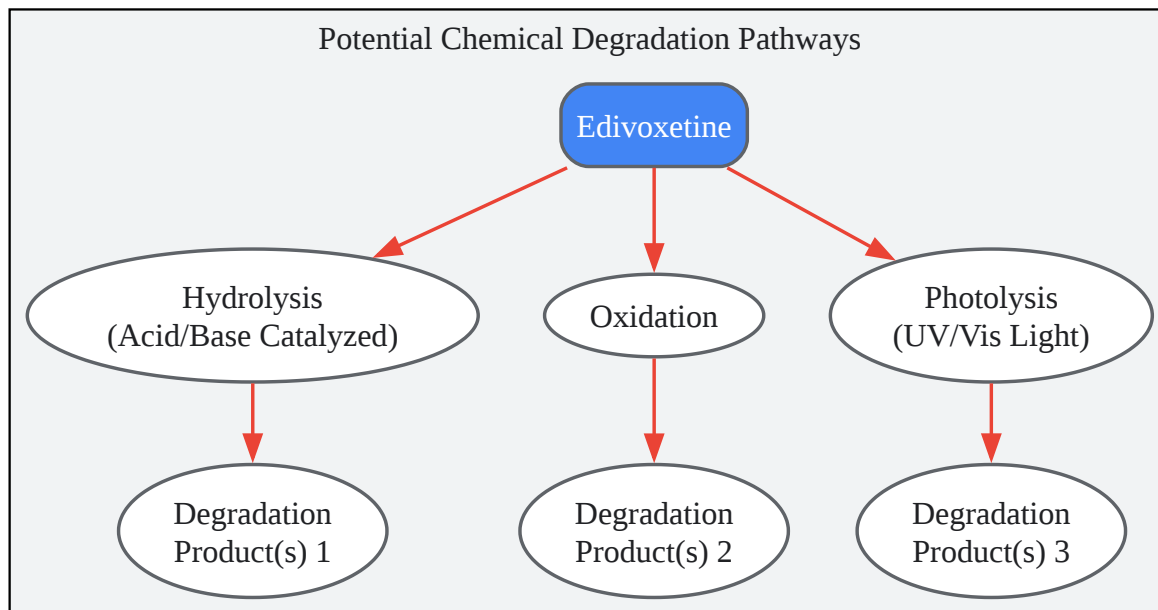 Potential Chemical Degradation Pathways
Edivoxetine
Hydrolysis
(Acid/Base Catalyzed)
Oxidation
Photolysis
(UV/Vis Light)
Degradation
Product(s) 1
Degradation
Product(s) 2
Degradation
Product(s) 3